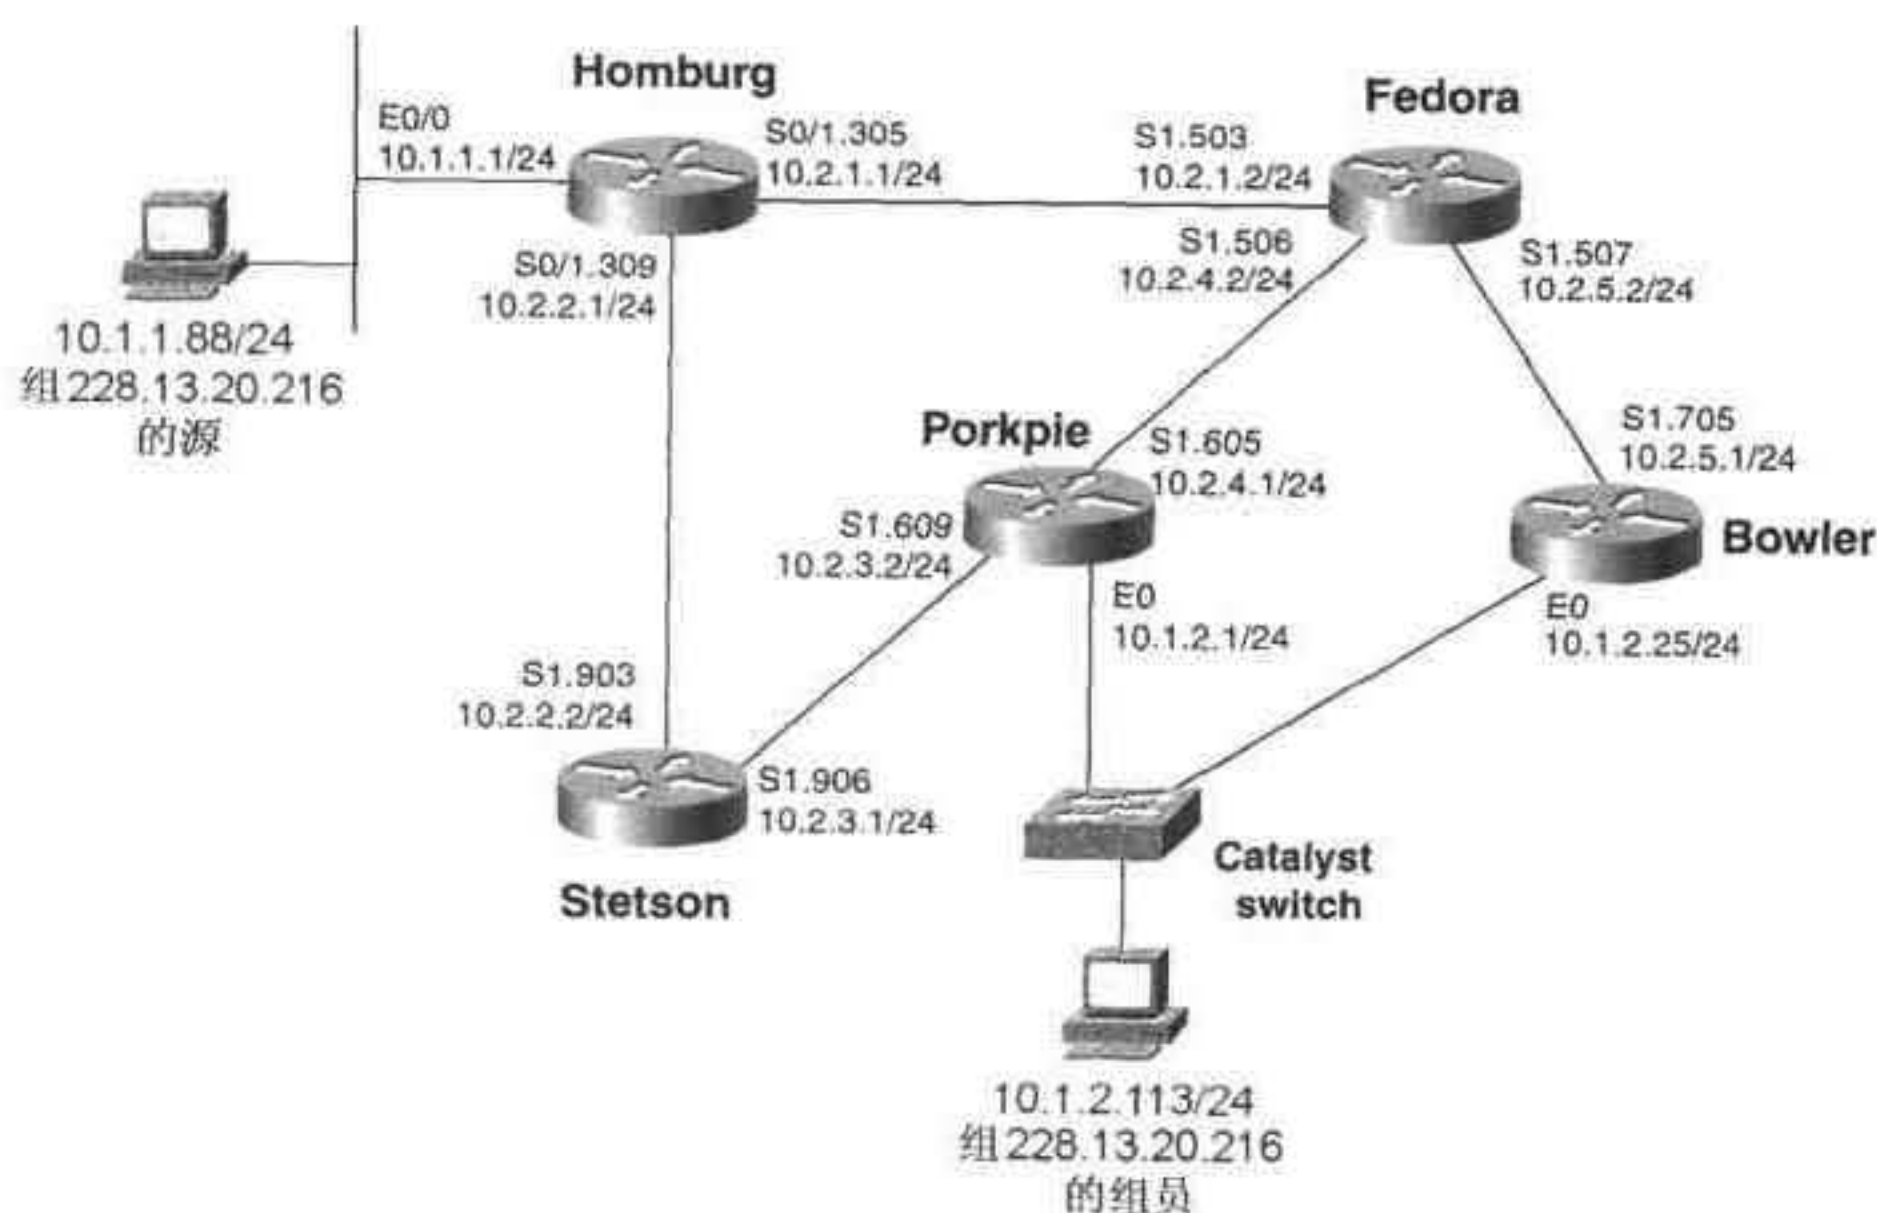 Homburg
Fedora
E0/0
10.1.1.1/24
S0/1.305
10.2.1.1/24
S1.503
10.2.1.2/24
S0/1.309
10.2.2.1/24
S1.506
10.2.4.2/24
S1.507
10.2.5.2/24
10.1.1.88/24
组228.13.20.216
的源
Porkpie
S1.605
10.2.4.1/24
S1.705
10.2.5.1/24
S1.609
10.2.3.2/24
Bowler
E0
10.1.2.1/24
E0
10.1.2.25/24
S1.903
10.2.2.2/24
S1.906
10.2.3.1/24
Stetson
Catalyst
switch
10.1.2.113/24
组228.13.20.216
的组员